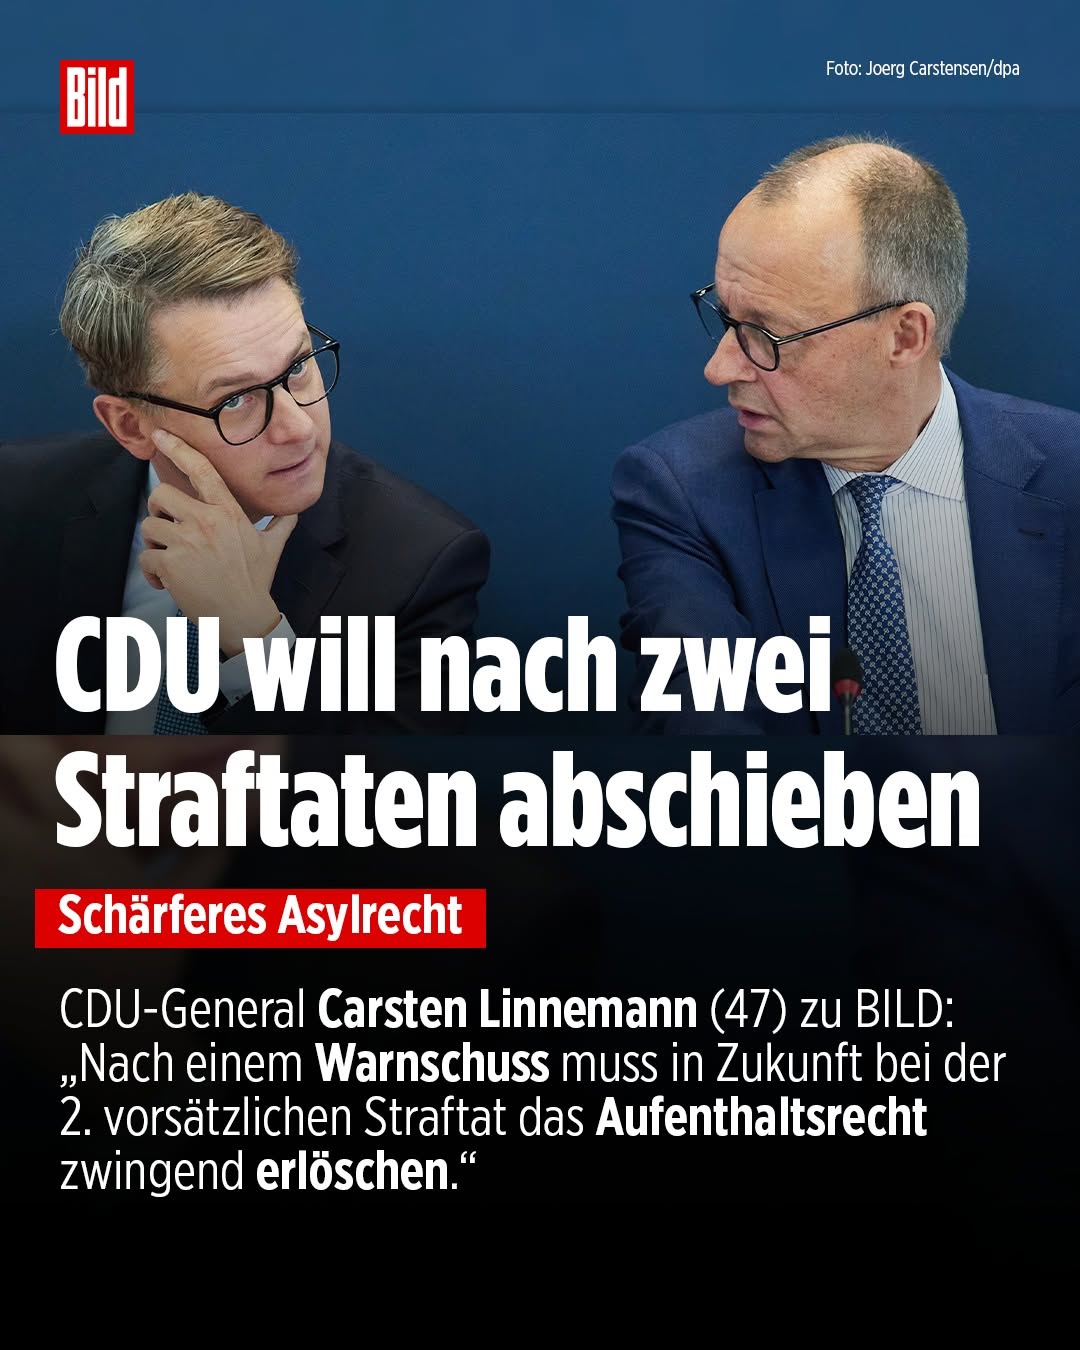 Bild
Foto: Joerg Carstensen/dpa
CDU will nach zwei
Straftaten abschieben
Schärferes Asylrecht
CDU-General Carsten Linnemann (47) zu BILD:
„Nach einem Warnschuss muss in Zukunft bei der
2. vorsätzlichen Straftat das Aufenthaltsrecht
zwingend erlöschen.“